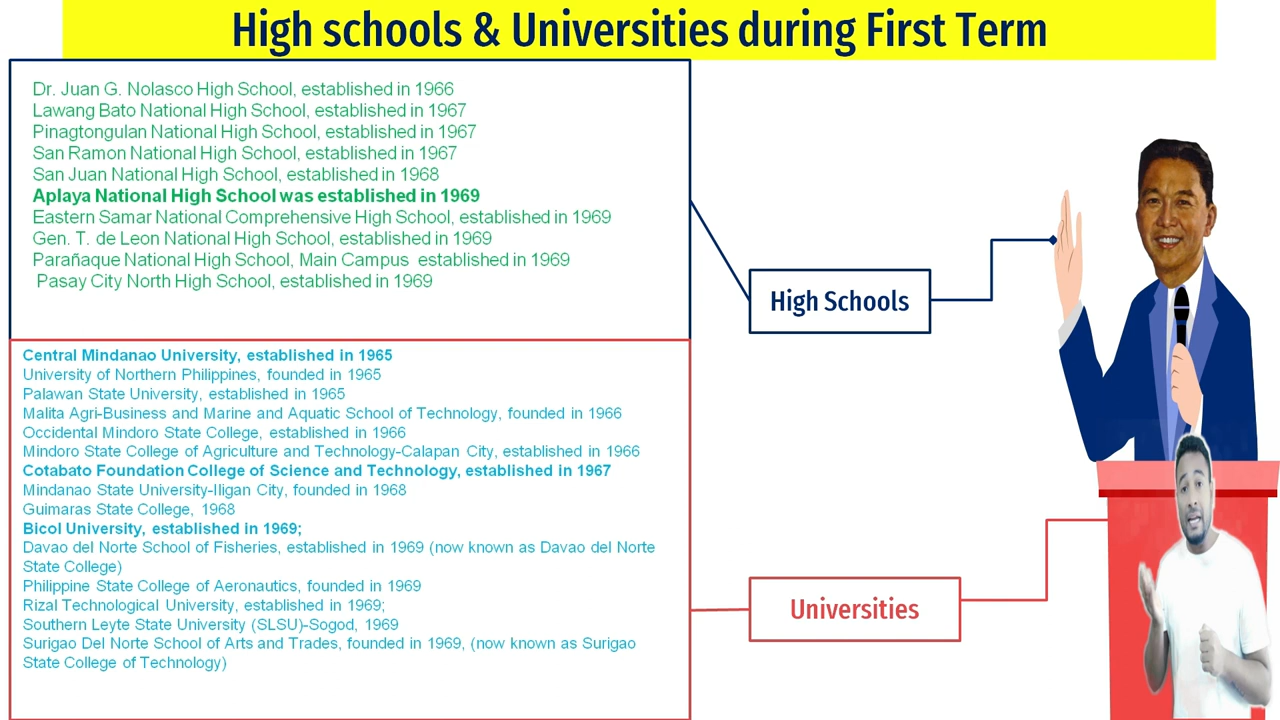 High schools & Universities during First Term
Dr. Juan G. Nolasco High School, established in 1966
Lawang Bato National High School, established in 1967
Pinagtongulan National High School, established in 1967
San Ramon National High School, established in 1967
San Juan National High School, established in 1968
Aplaya National High School was established in 1969
Eastern Samar National Comprehensive High School, established in 1969
Gen. T. de Leon National High School, established in 1969
Parañaque National High School, Main Campus established in 1969
Pasay City North High School, established in 1969
High Schools
Central Mindanao University, established in 1965
University of Northern Philippines, founded in 1965
Palawan State University, established in 1965
Malita Agri-Business and Marine and Aquatic School of Technology, founded in 1966
Occidental Mindoro State College, established in 1966
Mindoro State College of Agriculture and Technology-Calapan City, established in 1966
Cotabato Foundation College of Science and Technology, established in 1967
Mindanao State University-Iligan City, founded in 1968
Guimaras State College, 1968
Bicol University, established in 1969;
Davao del Norte School of Fisheries, established in 1969 (now known as Davao del Norte
State College)
Philippine State College of Aeronautics, founded in 1969
Rizal Technological University, established in 1969;
Southern Leyte State University (SLSU)-Sogod, 1969
Surigao Del Norte School of Arts and Trades, founded in 1969, (now known as Surigao
State College of Technology)
Universities